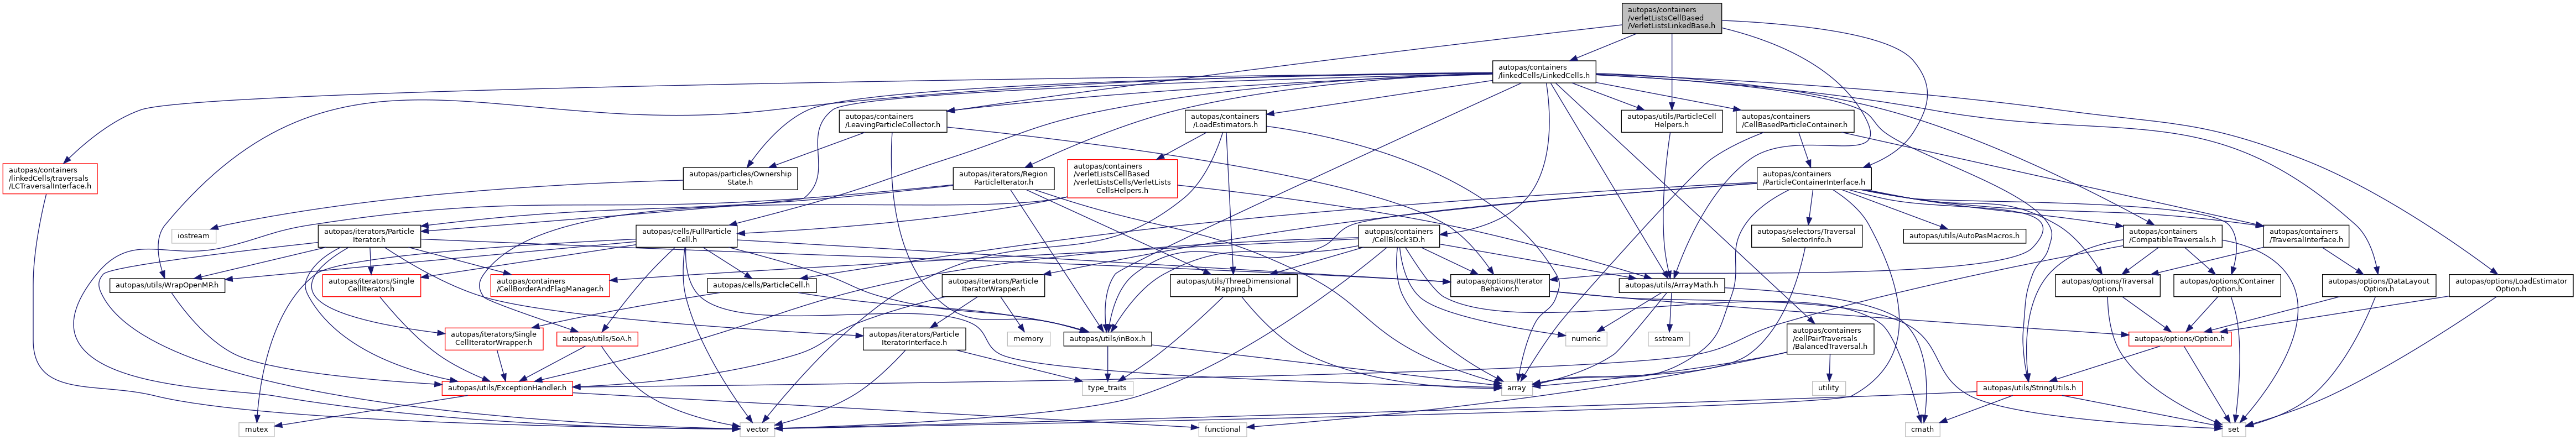 autopas/containers
/verletListsCellBased
/VerletListsLinkedBase.h
autopas/containers
/linkedCells/LinkedCells.h
autopas/containers
/LeavingParticleCollector.h
autopas/containers
/LoadEstimators.h
autopas/utils/ParticleCell
Helpers.h
autopas/containers
/CellBasedParticleContainer.h
autopas/containers
/linkedCells/traversals
/LCTraversalInterface.h
autopas/particles/Ownership
State.h
autopas/iterators/Region
ParticleIterator.h
autopas/containers
/verletListsCellBased
/verletListsCells/VerletLists
CellsHelpers.h
autopas/containers
/ParticleContainerInterface.h
iostream
autopas/iterators/Particle
Iterator.h
autopas/cells/FullParticle
Cell.h
autopas/containers
/CellBlock3D.h
autopas/selectors/Traversal
SelectorInfo.h
autopas/utils/AutoPasMacros.h
autopas/containers
/CompatibleTraversals.h
autopas/containers
/TraversalInterface.h
autopas/utils/WrapOpenMP.h
autopas/iterators/Single
CellIterator.h
autopas/containers
/CellBorderAndFlagManager.h
autopas/cells/ParticleCell.h
autopas/iterators/Particle
IteratorWrapper.h
autopas/utils/ThreeDimensional
Mapping.h
autopas/options/Iterator
Behavior.h
autopas/utils/ArrayMath.h
autopas/options/Traversal
Option.h
autopas/options/Container
Option.h
autopas/options/DataLayout
Option.h
autopas/options/LoadEstimator
Option.h
autopas/iterators/Single
CellIteratorWrapper.h
autopas/utils/SoA.h
autopas/iterators/Particle
IteratorInterface.h
memory
autopas/utils/inBox.h
numeric
sstream
autopas/containers
/cellPairTraversals
/BalancedTraversal.h
autopas/options/Option.h
autopas/utils/ExceptionHandler.h
type_traits
array
utility
autopas/utils/StringUtils.h
mutex
vector
functional
cmath
set